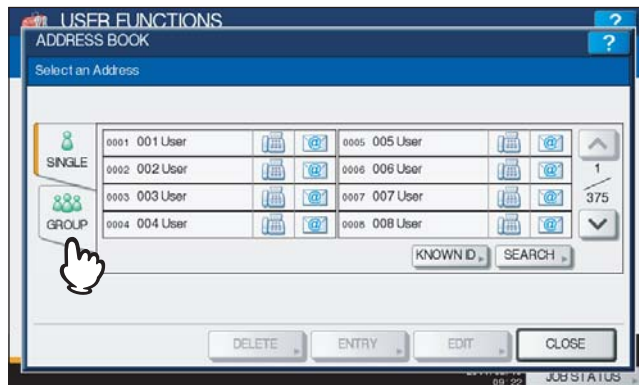 USER FUNCTIONS ?
ADDRESS BOOK ?
Select an Address
SINGLE
GROUP
0001 001 User
0002 002 User
0003 003 User
0004 004 User
0005 005 User
0006 006 User
0007 007 User
0008 008 User
1
375
KNOWN ID SEARCH
DELETE ENTRY EDIT CLOSE
09:22 JOB STATUS